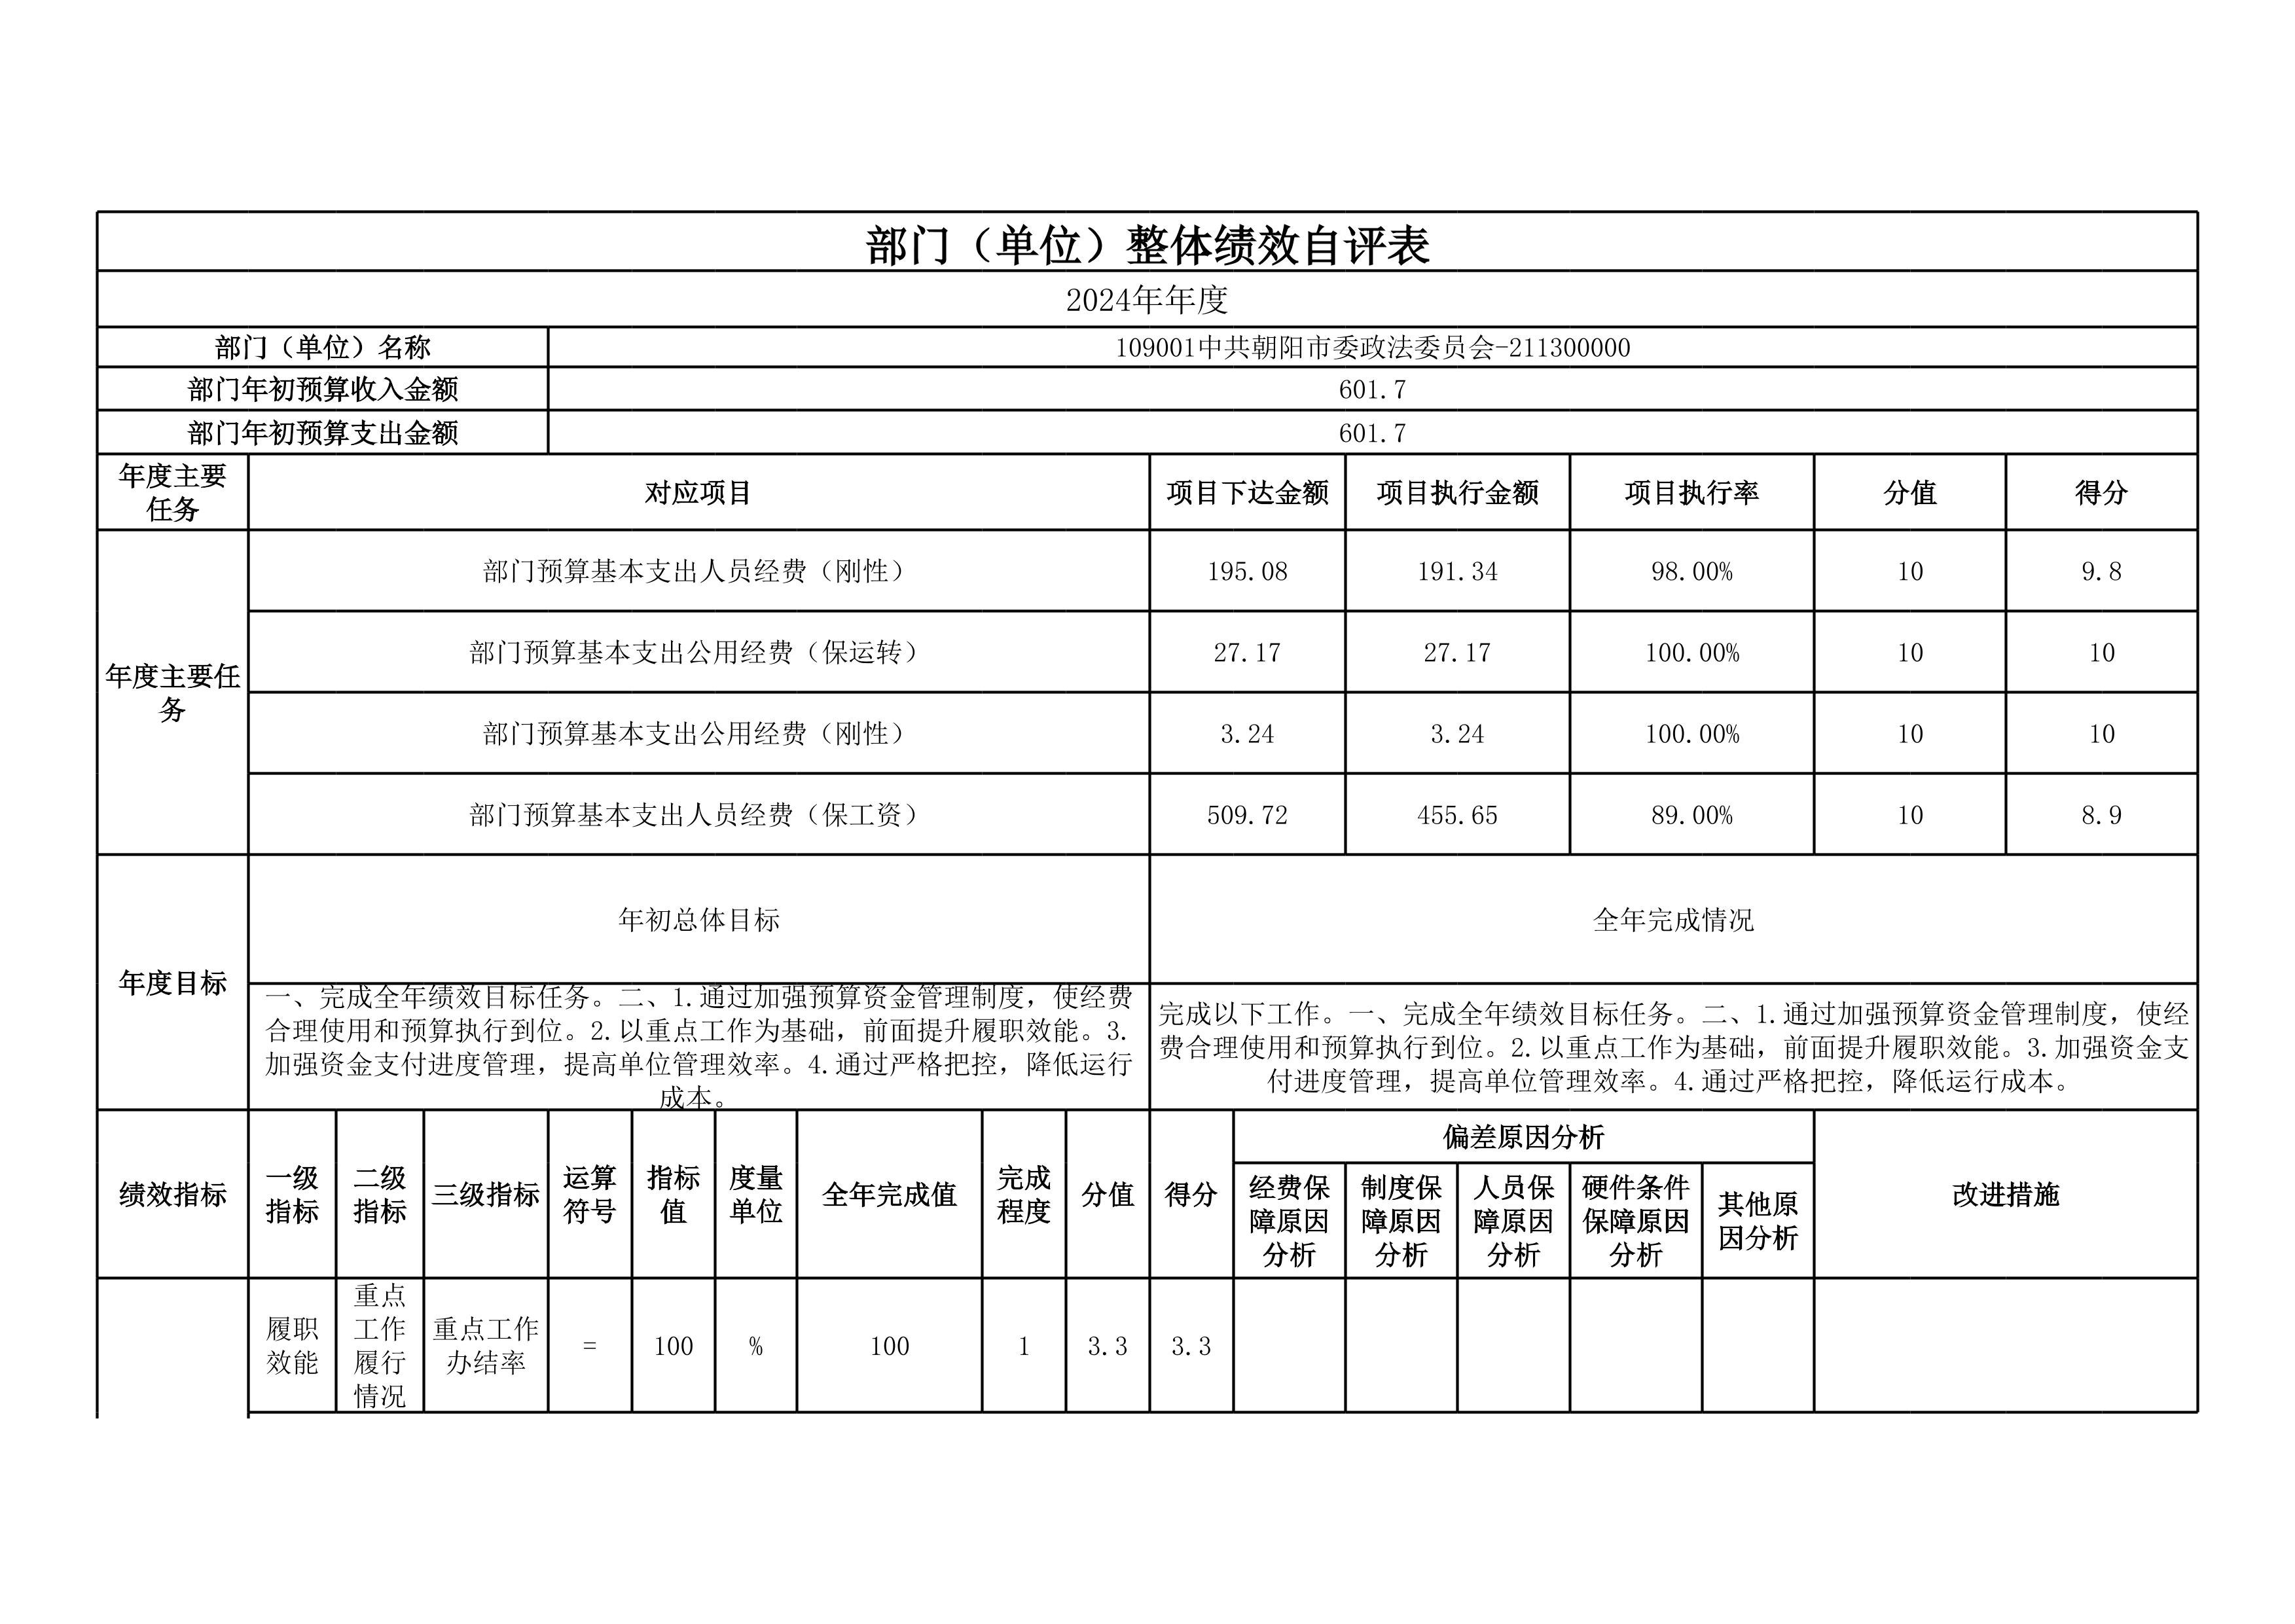 部门（单位）整体绩效自评表
2024年年度
部门（单位）名称 109001中共朝阳市委政法委员会-211300000
部门年初预算收入金额 601.7
部门年初预算支出金额 601.7
年度主要任务 对应项目 项目下达金额 项目执行金额 项目执行率 分值 得分
年度主要任务
部门预算基本支出人员经费（刚性） 195.08 191.34 98.00% 10 9.8
部门预算基本支出公用经费（保运转） 27.17 27.17 100.00% 10 10
部门预算基本支出公用经费（刚性） 3.24 3.24 100.00% 10 10
部门预算基本支出人员经费（保工资） 509.72 455.65 89.00% 10 8.9
年度目标
年初总体目标 全年完成情况
一、完成全年绩效目标任务。二、1.通过加强预算资金管理制度，使经费
合理使用和预算执行到位。2.以重点工作为基础，前面提升履职效能。3.
加强资金支付进度管理，提高单位管理效率。4.通过严格把控，降低运行
成本。
完成以下工作。一、完成全年绩效目标任务。二、1.通过加强预算资金管理制度，使经
费合理使用和预算执行到位。2.以重点工作为基础，前面提升履职效能。3.加强资金支
付进度管理，提高单位管理效率。4.通过严格把控，降低运行成本。
绩效指标 一级指标 二级指标 三级指标 运算符号 指标值 度量单位 全年完成值 完成程度 分值 得分 偏差原因分析 改进措施
经费保障原因分析 制度保障原因分析 人员保障原因分析 硬件条件保障原因分析 其他原因分析
履职效能 重点工作履行情况 重点工作办结率 = 100 % 100 1 3.3 3.3